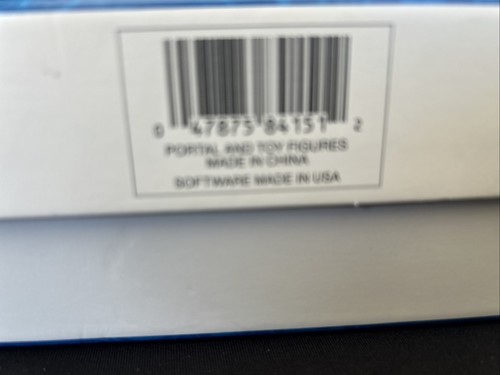 0 47875 84151 2
PORTAL AND TOY FIGURES
MADE IN CHINA
SOFTWARE MADE IN USA